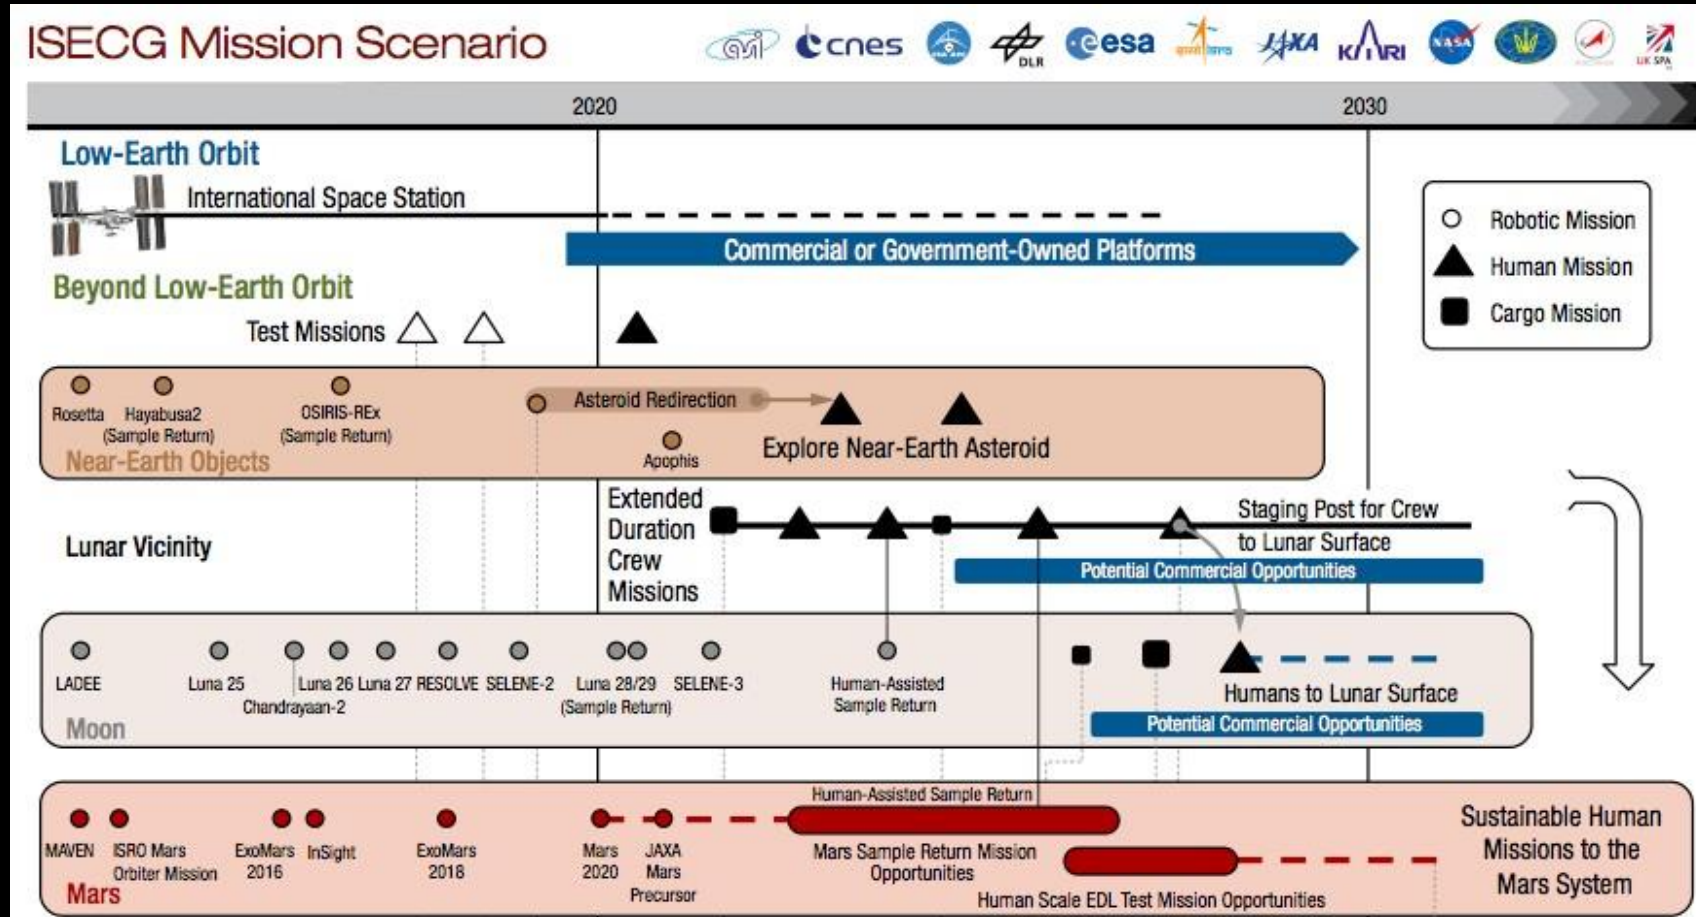 ISECG Mission Scenario
asi
cnes
DLR
esa
JAXA
KARI
NASA
UK SPA
2020
2030
Low-Earth Orbit
International Space Station
Commercial or Government-Owned Platforms
Robotic Mission
Human Mission
Cargo Mission
Beyond Low-Earth Orbit
Test Missions
Rosetta
Hayabusa2
(Sample Return)
OSIRIS-REx
(Sample Return)
Asteroid Redirection
Apophis
Explore Near-Earth Asteroid
Near-Earth Objects
Lunar Vicinity
Extended
Duration
Crew
Missions
Staging Post for Crew
to Lunar Surface
Potential Commercial Opportunities
LADEE
Luna 25
Chandrayaan-2
Luna 26
Luna 27
RESOLVE
SELENE-2
Luna 28/29
(Sample Return)
SELENE-3
Human-Assisted
Sample Return
Humans to Lunar Surface
Potential Commercial Opportunities
Moon
MAVEN
ISRO Mars
Orbiter Mission
ExoMars
2016
InSight
ExoMars
2018
Mars
2020
JAXA
Mars
Precursor
Human-Assisted Sample Return
Mars Sample Return Mission
Opportunities
Human Scale EDL Test Mission Opportunities
Sustainable Human
Missions to the
Mars System
Mars